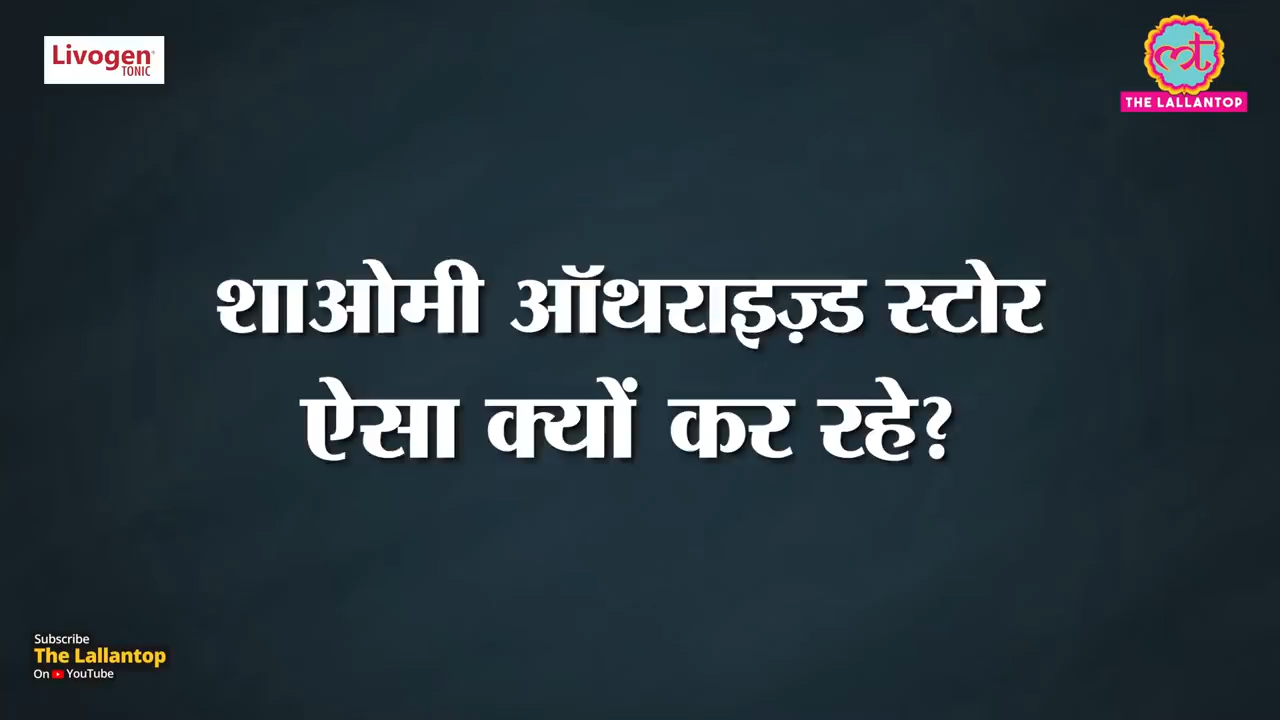 Livogen
TONIC
THE LALLANTOP
शाओमी ऑथराइज़्ड स्टोर
ऐसा क्यों कर रहे?
Subscribe
The Lallantop
On YouTube